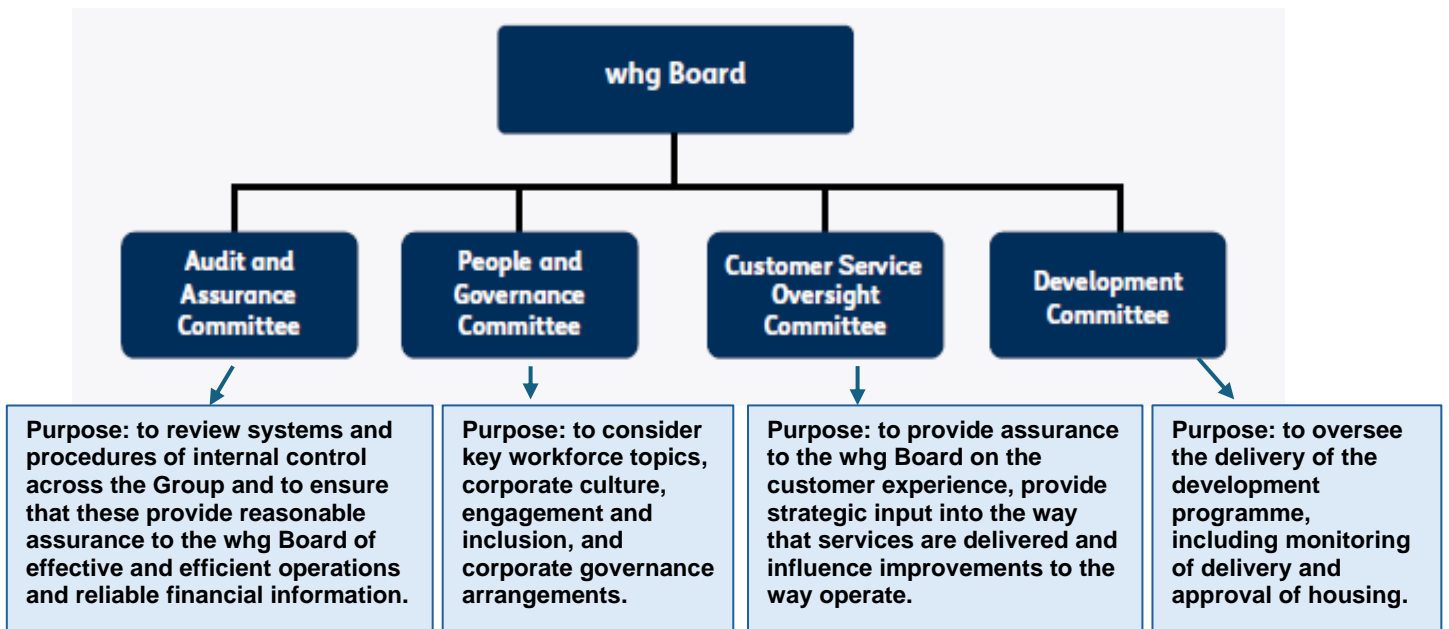 whg Board
Audit and
Assurance
Committee
People and
Governance
Committee
Customer Service
Oversight
Committee
Development
Committee
Purpose: to review systems and
procedures of internal control
across the Group and to ensure
that these provide reasonable
assurance to the whg Board of
effective and efficient operations
and reliable financial information.
Purpose: to consider
key workforce topics,
corporate culture,
engagement and
inclusion, and
corporate governance
arrangements.
Purpose: to provide assurance
to the whg Board on the
customer experience, provide
strategic input into the way
that services are delivered and
influence improvements to the
way operate.
Purpose: to oversee
the delivery of the
development
programme,
including monitoring
of delivery and
approval of housing.